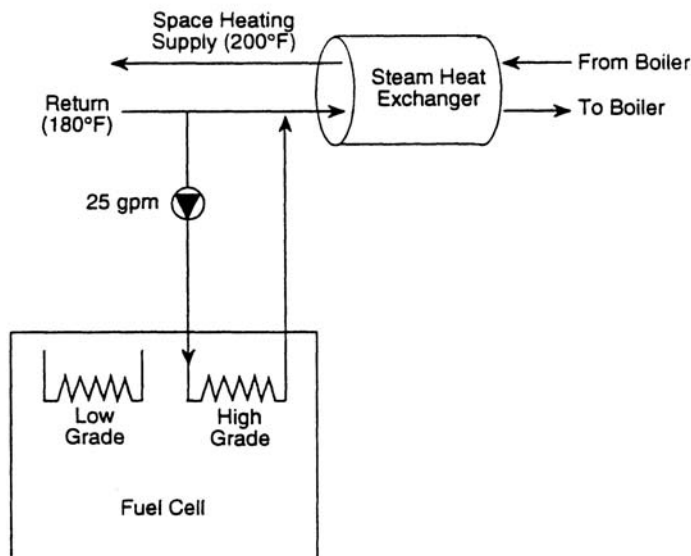 Space Heating
Supply (200°F)
Steam Heat
Exchanger
From Boiler
To Boiler
Return
(180°F)
25 gpm
Low
Grade
High
Grade
Fuel Cell